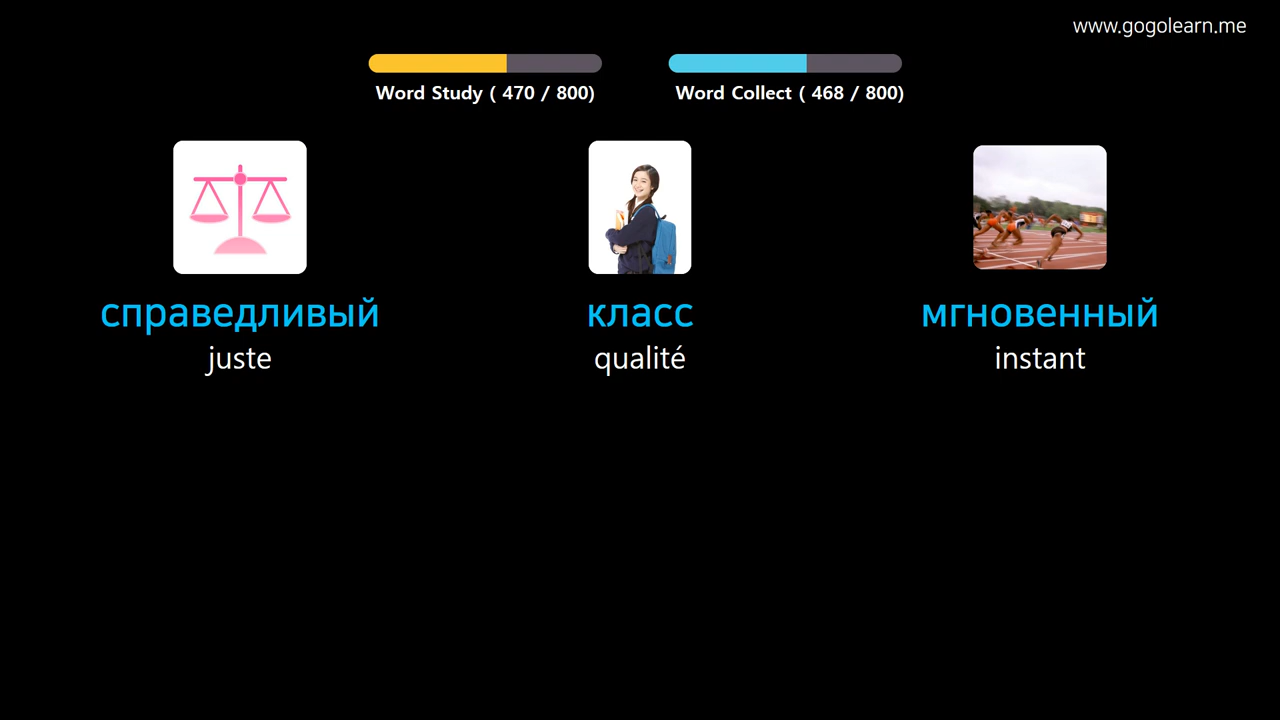 www.gogolearn.me
Word Study ( 470 / 800)
Word Collect ( 468 / 800)
справедливый
juste
класс
qualité
мгновенный
instant